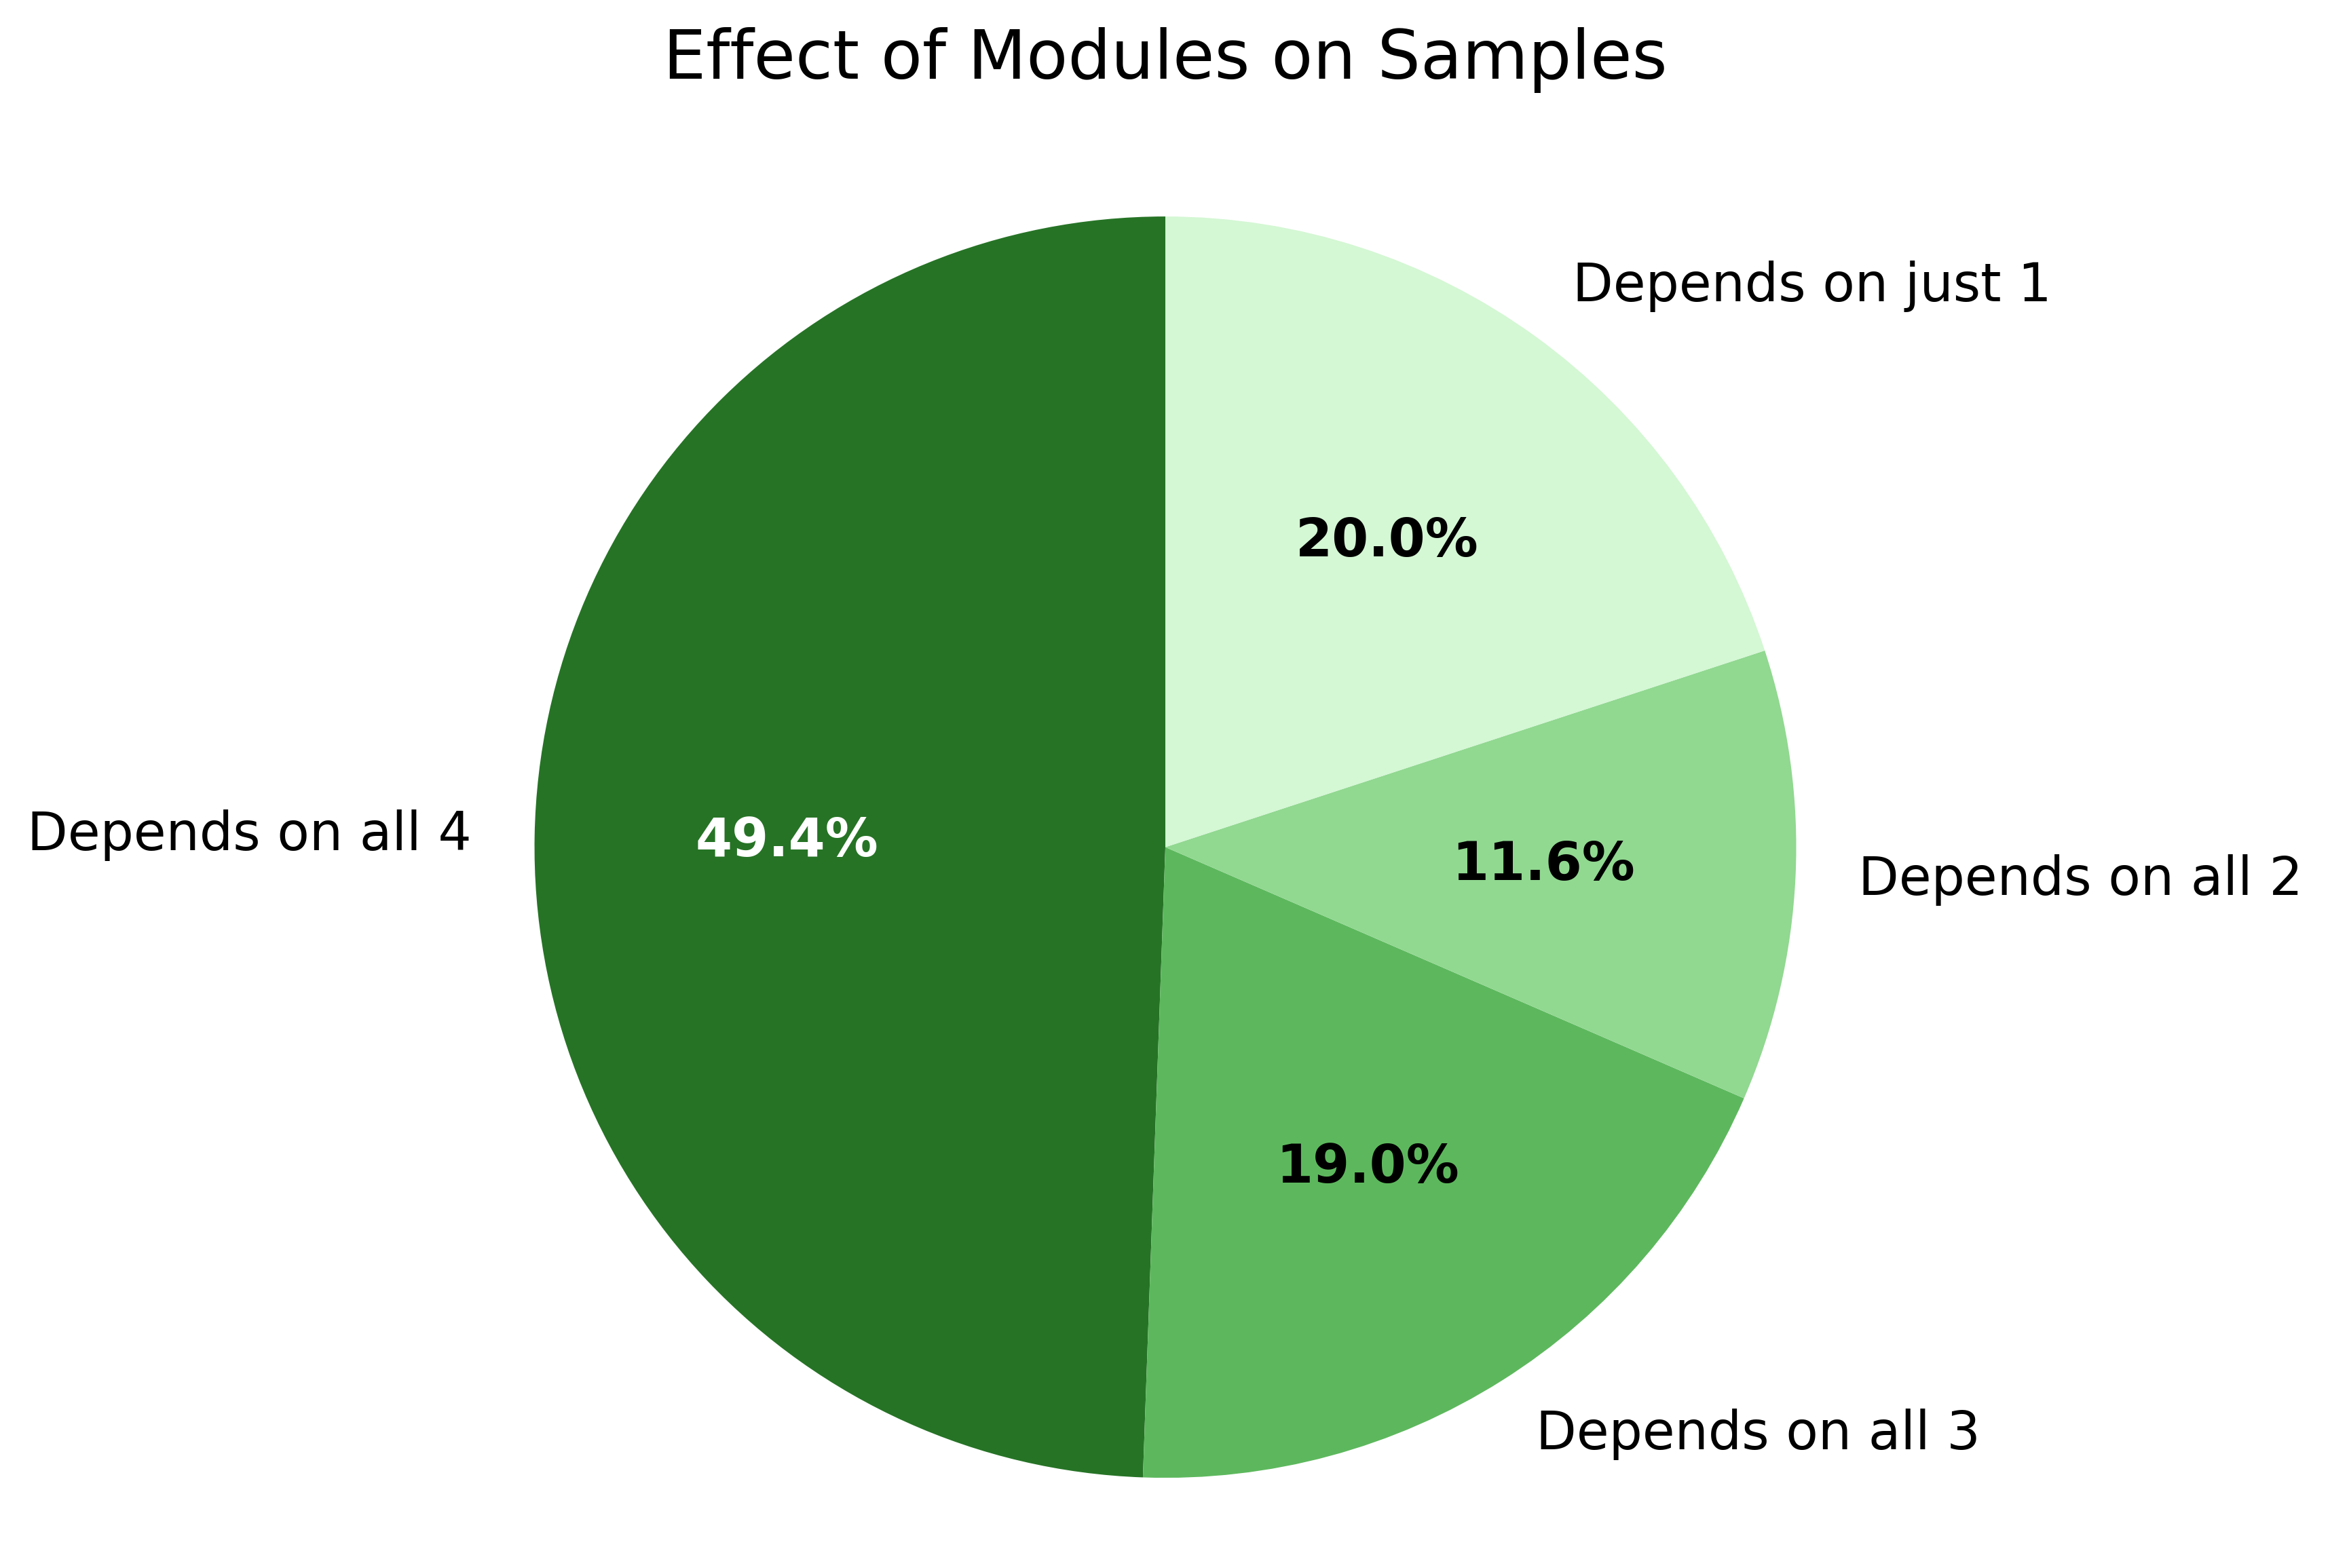 Effect of Modules on Samples
Depends on just 1
20.0%
Depends on all 4
49.4%
11.6%
Depends on all 2
19.0%
Depends on all 3